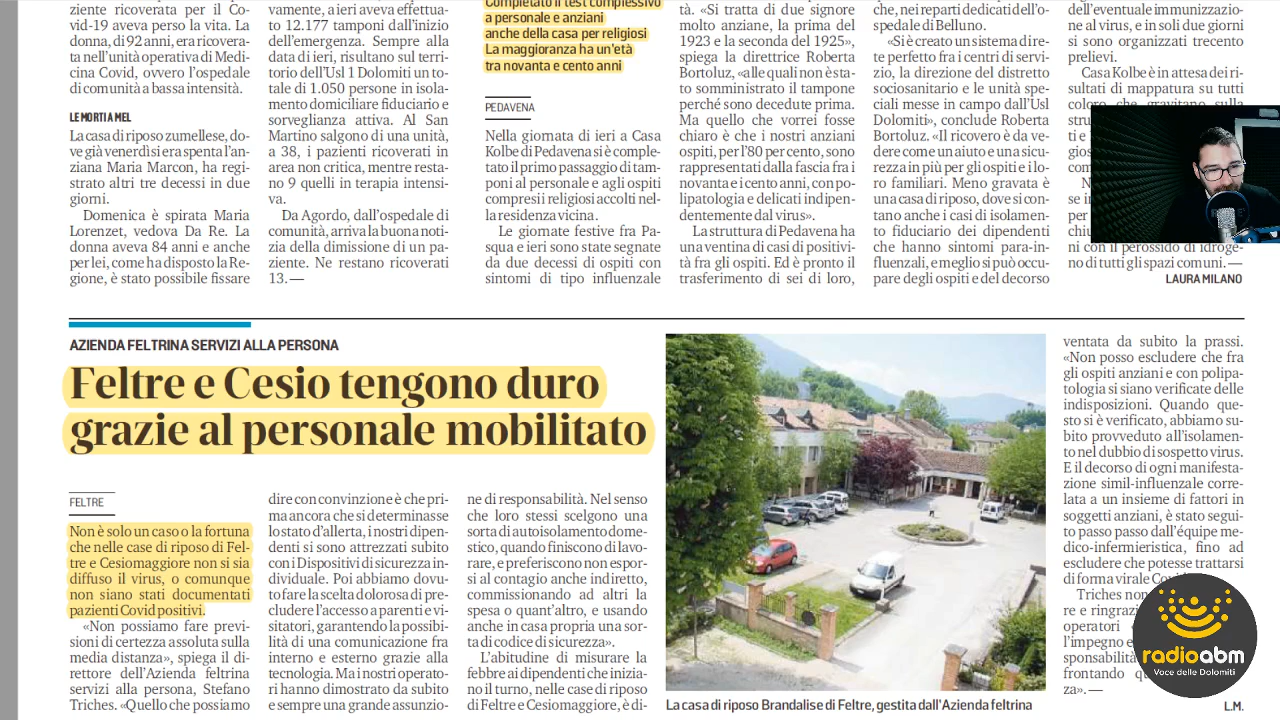 ziente ricoverata per il Co-
vid-19 aveva perso la vita. La
donna, di 92 anni, era ricovera-
ta nell'unità operativa di Medi-
cina Covid, ovvero l'ospedale
di comunità a bassa intensità.
LE MORTI A MEL
La casa di riposo zumellese, do-
ve già venerdì si era spenta l'an-
ziana Maria Marcon, ha regi-
strato altri tre decessi in due
giorni.
Domenica è spirata Maria
Lorenzet, vedova Da Re. La
donna aveva 84 anni e anche
per lei, come ha disposto la Re-
gione, è stato possibile fissare
vamente, a ieri aveva effettua-
to 12.177 tamponi dall'inizio
dell'emergenza. Sempre alla
data di ieri, risultano sul terri-
torio dell'Usl 1 Dolomiti un to-
tale di 1.050 persone in isola-
mento domiciliare fiduciario e
sorveglianza attiva. Al San
Martino salgono di una unità,
a 38, i pazienti ricoverati in
area non critica, mentre resta-
no 9 quelli in terapia intensi-
va.
Da Agordo, dall'ospedale di
comunità, arriva la buona noti-
zia della dimissione di un pa-
ziente. Ne restano ricoverati
13. —
Completato il test complessivo
a personale e anziani
anche della casa per religiosi
La maggioranza ha un'età
tra novanta e cento anni
PEDAVENA
Nella giornata di ieri a Casa
Kolbe di Pedavena si è comple-
tato il primo passaggio di tam-
poni al personale e agli ospiti
compresi i religiosi accolti nel-
la residenza vicina.
Le giornate festive fra Pa-
squa e ieri sono state segnate
da due decessi di ospiti con
sintomi di tipo influenzale
tà. «Si tratta di due signore
molto anziane, la prima del
1923 e la seconda del 1925»,
spiega la direttrice Roberta
Bortoluz, «alle quali non è sta-
to somministrato il tampone
perché sono decedute prima.
Ma quello che vorrei fosse
chiaro è che i nostri anziani
ospiti, per l'80 per cento, sono
rappresentati dalla fascia fra i
novanta e i cento anni, con po-
lipatologia e delicati indipen-
dentemente dal virus».
La struttura di Pedavena ha
una ventina di casi di positivi-
tà fra gli ospiti. Ed è pronto il
trasferimento di sei di loro,
che, nei reparti dedicati dell'o-
spedale di Belluno.
«Si è creato un sistema di re-
te perfetto fra i centri di servi-
zio, la direzione del distretto
sociosanitario e le unità spe-
ciali messe in campo dall'Usl
Dolomiti», conclude Roberta
Bortoluz. «Il ricovero è da ve-
dere come un aiuto e una sicu-
rezza in più per gli ospiti e i lo-
ro familiari. Meno gravata è
una casa di riposo, dove si con-
tano anche i casi di isolamen-
to fiduciario dei dipendenti
che hanno sintomi para-in-
fluenzali, e meglio si può occu-
pare degli ospiti e del decorso
dell'eventuale immunizzazio-
ne al virus, e in soli due giorni
si sono organizzati trecento
prelievi.
Casa Kolbe è in attesa dei ri-
sultati di mappatura su tutti
coloro che gravitano sulla
ni con il perossido di idroge-
no di tutti gli spazi comuni. —
LAURA MILANO
AZIENDA FELTRINA SERVIZI ALLA PERSONA
Feltre e Cesio tengono duro
grazie al personale mobilitato
FELTRE
Non è solo un caso o la fortuna
che nelle case di riposo di Fel-
tre e Cesiomaggiore non si sia
diffuso il virus, o comunque
non siano stati documentati
pazienti Covid positivi.
«Non possiamo fare previ-
sioni di certezza assoluta sulla
media distanza», spiega il di-
rettore dell'Azienda feltrina
servizi alla persona, Stefano
Triches. «Quello che possiamo
dire con convinzione è che pri-
ma ancora che si determinasse
lo stato d'allerta, i nostri dipen-
denti si sono attrezzati subito
con i Dispositivi di sicurezza in-
dividuale. Poi abbiamo dovu-
to fare la scelta dolorosa di pre-
cludere l'accesso a parenti e vi-
sitatori, garantendo la possibi-
lità di una comunicazione fra
interno e esterno grazie alla
tecnologia. Ma i nostri operato-
ri hanno dimostrato da subito
e sempre una grande assunzio-
ne di responsabilità. Nel senso
che loro stessi scelgono una
sorta di autoisolamento dome-
stico, quando finiscono di lavo-
rare, e preferiscono non espor-
si al contagio anche indiretto,
commissionando ad altri la
spesa o quant'altro, e usando
anche in casa propria una sor-
ta di codice di sicurezza».
L'abitudine di misurare la
febbre ai dipendenti che inizia-
no il turno, nelle case di riposo
di Feltre e Cesiomaggiore, è di-
La casa di riposo Brandalise di Feltre, gestita dall'Azienda feltrina
ventata da subito la prassi.
«Non posso escludere che fra
gli ospiti anziani e con polipa-
tologia si siano verificate delle
indisposizioni. Quando que-
sto si è verificato, abbiamo su-
bito provveduto all'isolamen-
to nel dubbio di sospetto virus.
E il decorso di ogni manifesta-
zione simil-influenzale corre-
lata a un insieme di fattori in
soggetti anziani, è stato segui-
to passo passo dall'équipe me-
dico-infermieristica, fino ad
escludere che potesse trattarsi
di forma virale
Triches
re e
operatori
l'impegno e
frontando
za». —
L.M.
radioabm
Voce delle Dolomiti